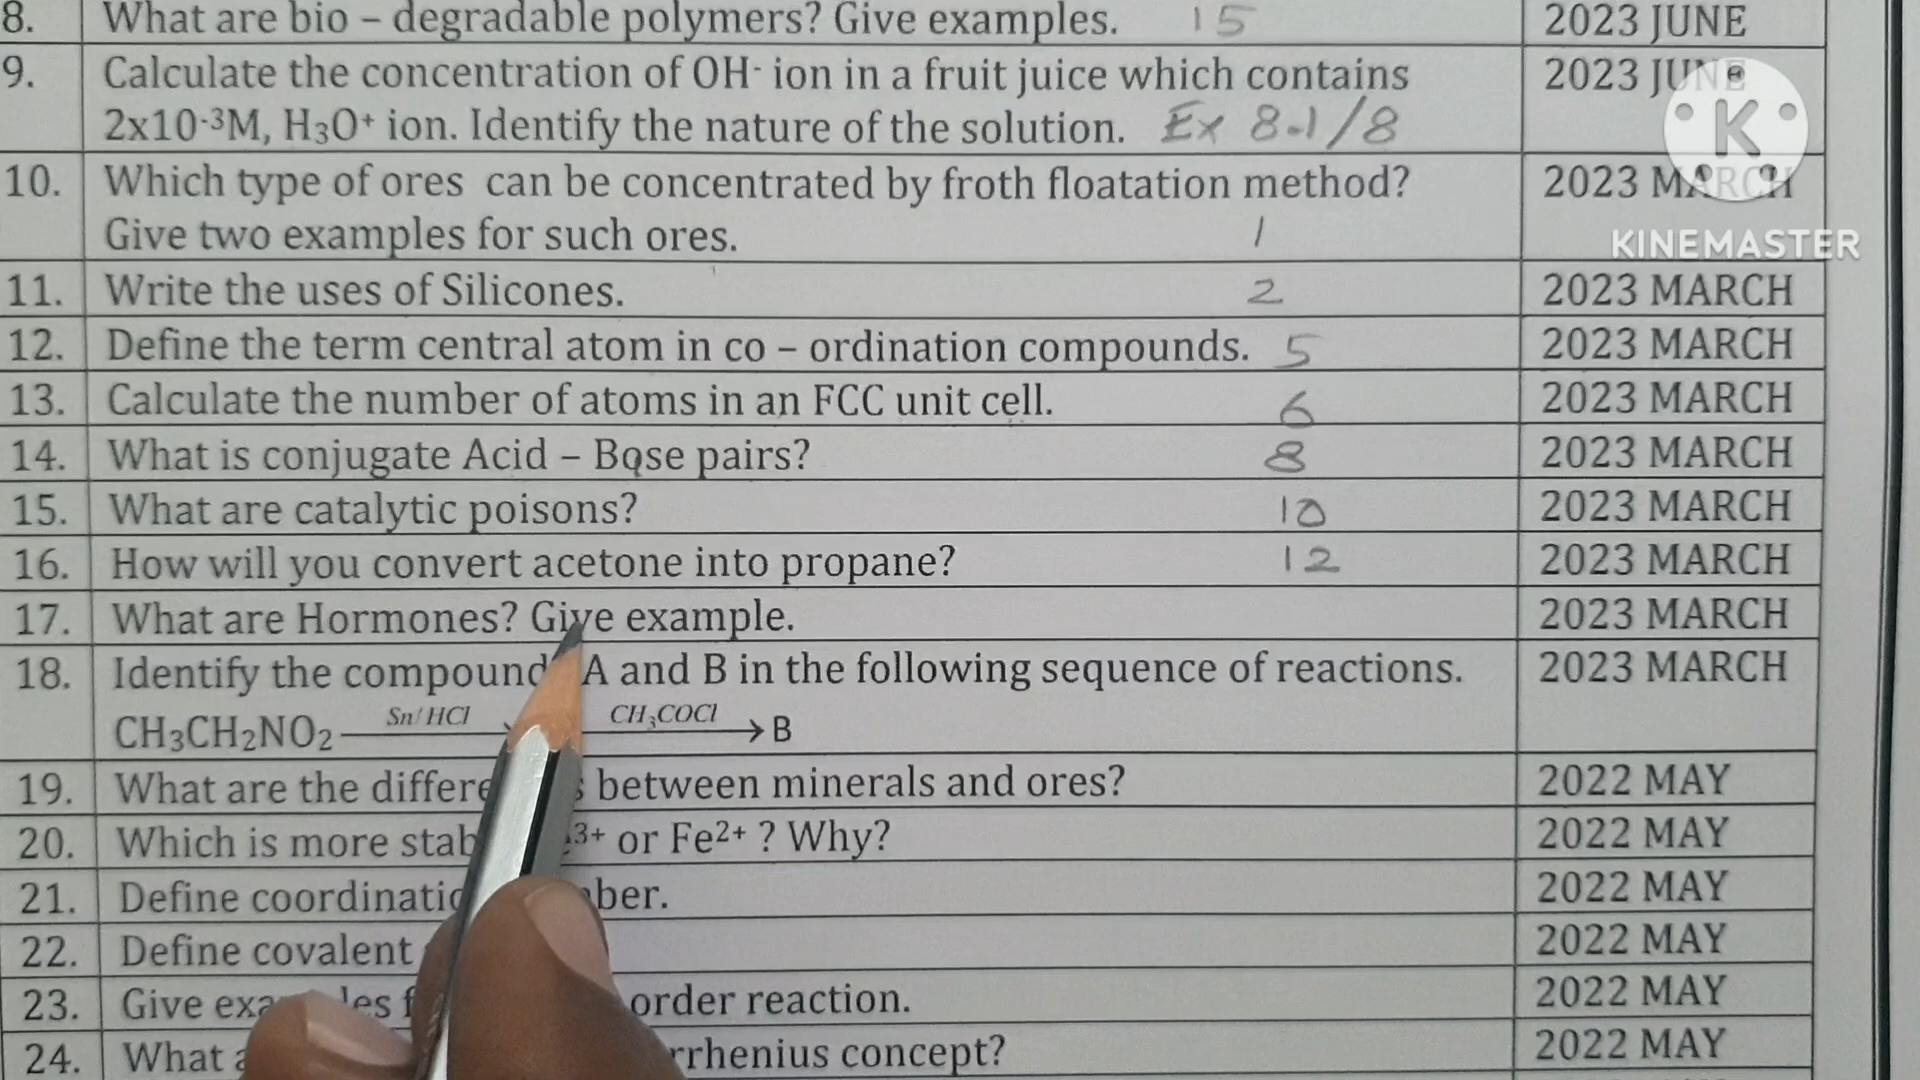 8. What are bio – degradable polymers? Give examples. 15 2023 JUNE
9. Calculate the concentration of OH- ion in a fruit juice which contains 2023 JUNE
2x10-3M, H3O+ ion. Identify the nature of the solution. Ex 8.1/8
10. Which type of ores can be concentrated by froth floatation method? 2023 MARCH
Give two examples for such ores. 1
K
KINEMASTER
11. Write the uses of Silicones. 2 2023 MARCH
12. Define the term central atom in co – ordination compounds. 5 2023 MARCH
13. Calculate the number of atoms in an FCC unit cell. 6 2023 MARCH
14. What is conjugate Acid – Base pairs? 8 2023 MARCH
15. What are catalytic poisons? 10 2023 MARCH
16. How will you convert acetone into propane? 12 2023 MARCH
17. What are Hormones? Give example. 2023 MARCH
18. Identify the compound A and B in the following sequence of reactions. 2023 MARCH
Sn/HCl CH3COCl
CH3CH2NO2 → → B
19. What are the between minerals and ores? 2022 MAY
20. Which is more 3+ or Fe2+ ? Why? 2022 MAY
21. Define 2022 MAY
22. Define covalent 2022 MAY
23. Give order reaction. 2022 MAY
24. What concept? 2022 MAY